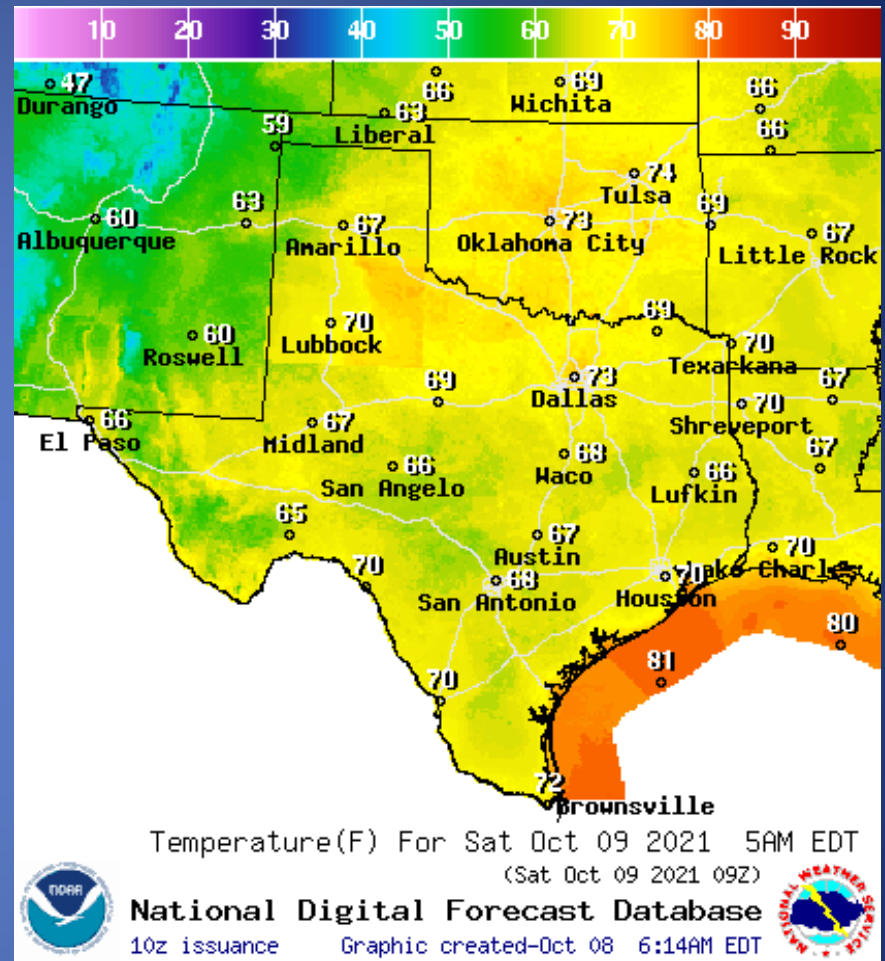 10 20 30 40 50 60 70 80 90
47 66 69 66
Durango Wichita
59 63 66
Liberal
74
Tulsa
60 63 67 73 69 67
Albuquerque Amarillo Oklahoma City Little Rock
60 70 69 70
Roswell Lubbock Texarkana
69 73 70 67
Dallas
66 67 Shreveport
El Paso Midland
66 68 66 67
San Angelo Waco Lufkin
65 67 70
Austin
70 68 70 Lake Charles
San Antonio Houston
80
81
70
72
Brownsville
Temperature(F) For Sat Oct 09 2021 5AM EDT
(Sat Oct 09 2021 09Z)
NOAA
National Digital Forecast Database
10z issuance Graphic created-Oct 08 6:14AM EDT
NATIONAL WEATHER SERVICE